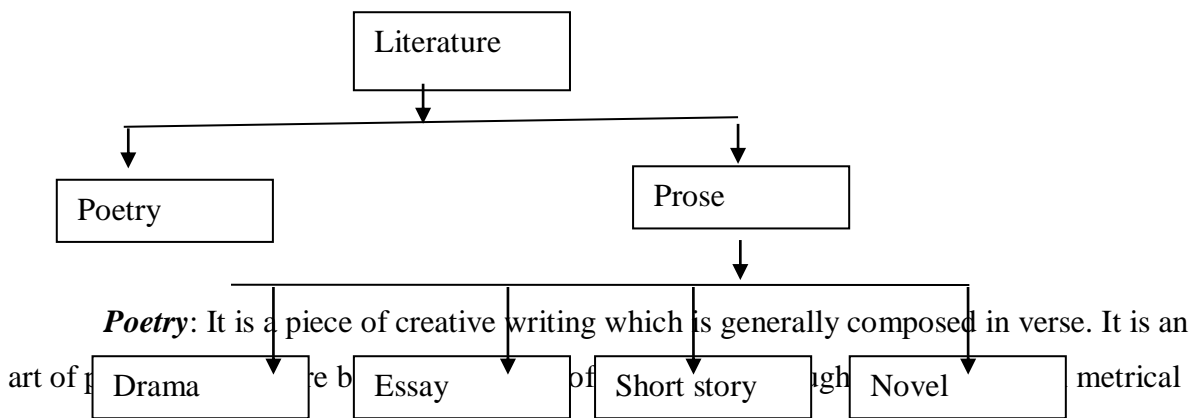 Literature
Poetry
Prose
Poetry: It is a piece of creative writing which is generally composed in verse. It is an
art of
Drama
Essay
of
Short story
Novel
metrical